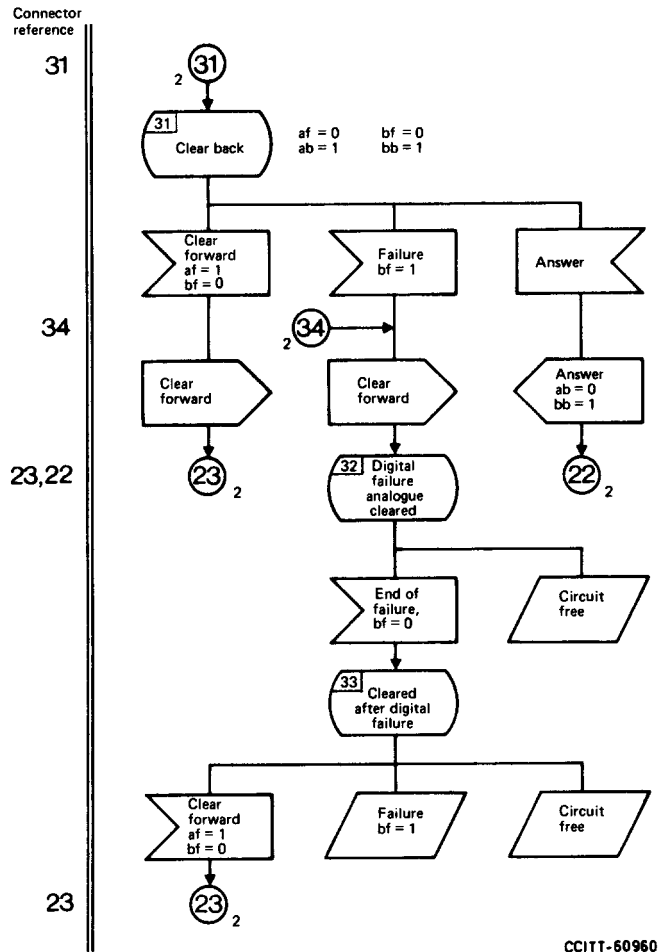 Connector
reference
31
2 31
31
Clear back
af = 0 bf = 0
ab = 1 bb = 1
Clear
forward
af = 1
bf = 0
Failure
bf = 1
Answer
34
2 34
Clear
forward
Clear
forward
Answer
ab = 0
bb = 1
23,22
23 2
32
Digital
failure
analogue
cleared
22 2
End of
failure,
bf = 0
Circuit
free
33
Cleared
after digital
failure
Clear
forward
af = 1
bf = 0
Failure
bf = 1
Circuit
free
23
23 2
CCITT-60960